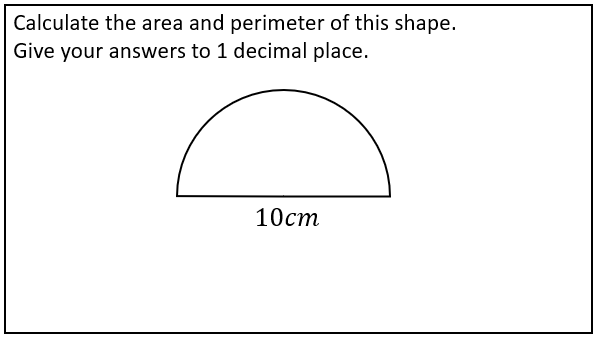 Calculate the area and perimeter of this shape.
Give your answers to 1 decimal place.
10cm